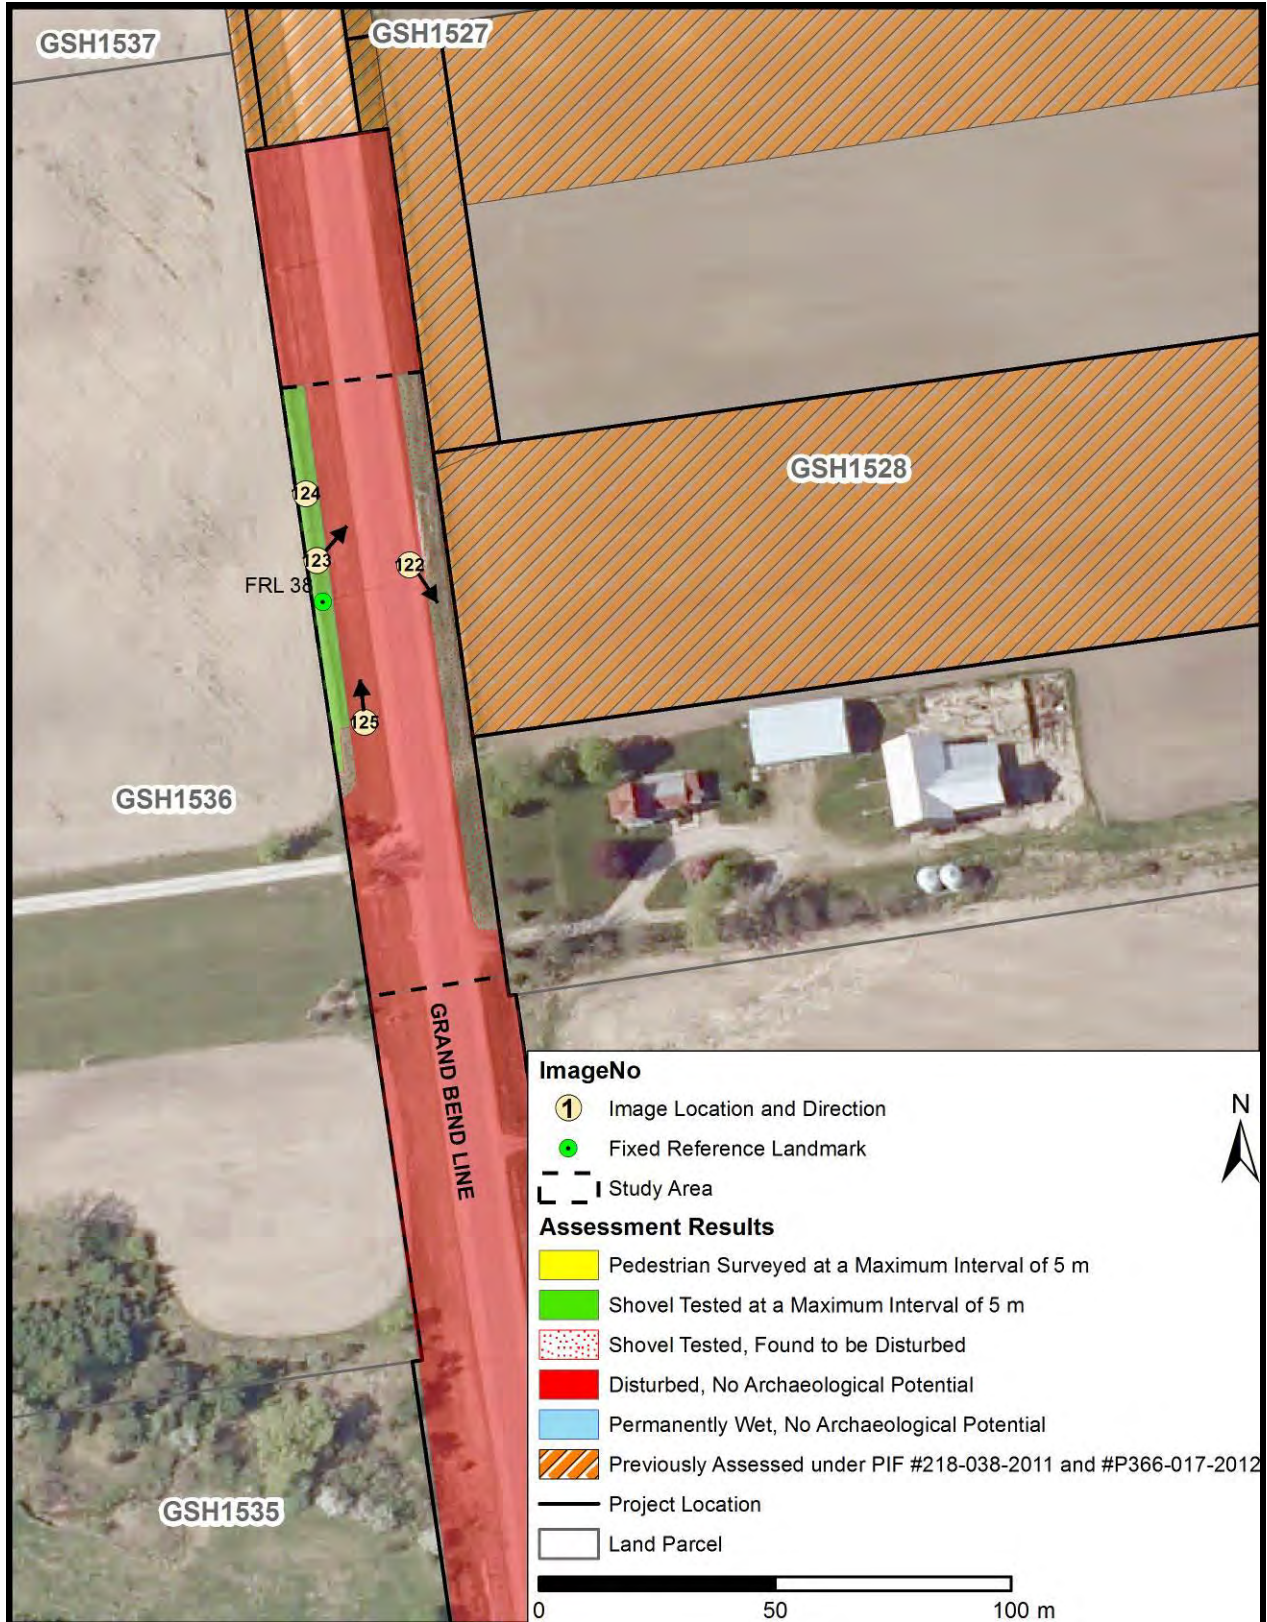 GSH1537
GSH1527
GSH1528
124
123
122
FRL 38
125
GSH1536
GRAND BEND LINE
GSH1535
ImageNo
1 Image Location and Direction
Fixed Reference Landmark
Study Area
Assessment Results
Pedestrian Surveyed at a Maximum Interval of 5 m
Shovel Tested at a Maximum Interval of 5 m
Shovel Tested, Found to be Disturbed
Disturbed, No Archaeological Potential
Permanently Wet, No Archaeological Potential
Previously Assessed under PIF #218-038-2011 and #P366-017-2012
Project Location
Land Parcel
N
0 50 100 m